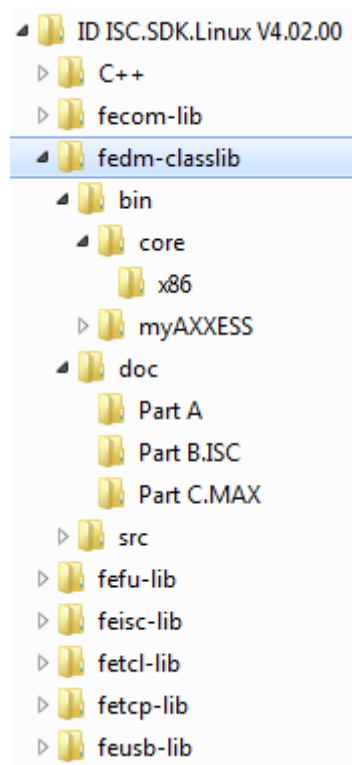 ID ISC.SDK.Linux V4.02.00
C++
fecom-lib
fedm-classlib
bin
core
x86
myAXXESS
doc
Part A
Part B.ISC
Part C.MAX
src
fefu-lib
feisc-lib
fetcl-lib
fetcp-lib
feusb-lib